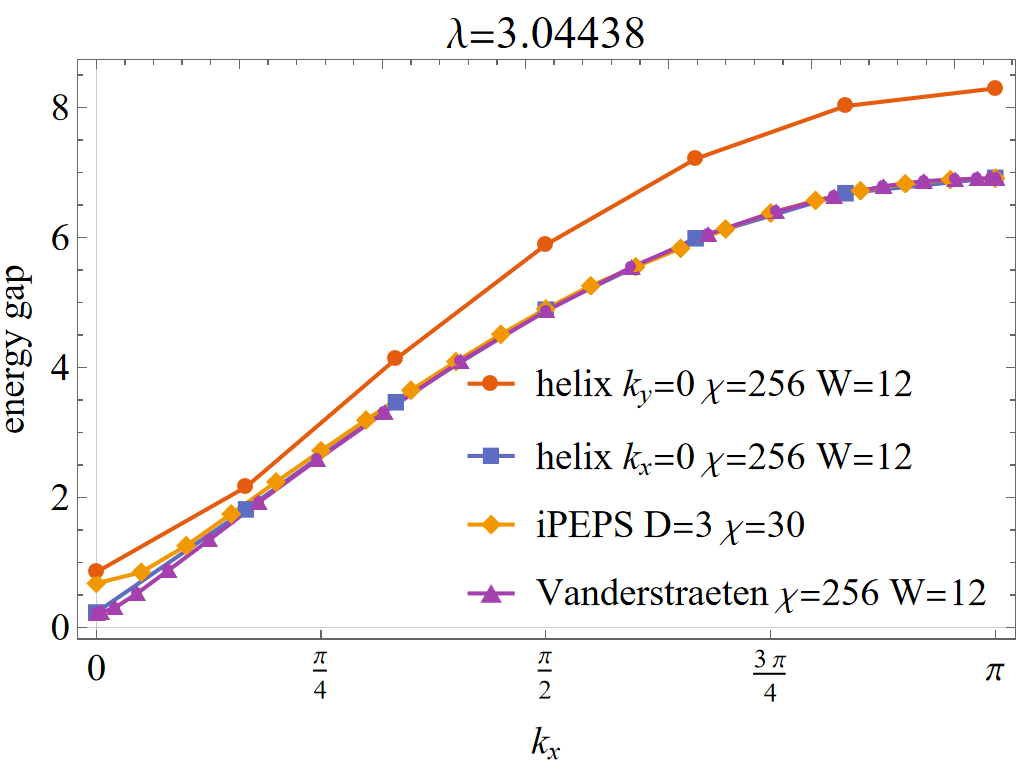 λ=3.04438
energy gap
8
6
4
2
0
helix k_y=0 χ=256 W=12
helix k_x=0 χ=256 W=12
iPEPS D=3 χ=30
Vanderstraeten χ=256 W=12
0 π/4 π/2 3π/4 π
k_x